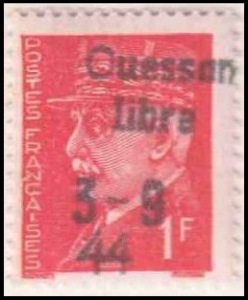 POSTES FRANÇAISES
Ouessan
libre
3-9
44
1F